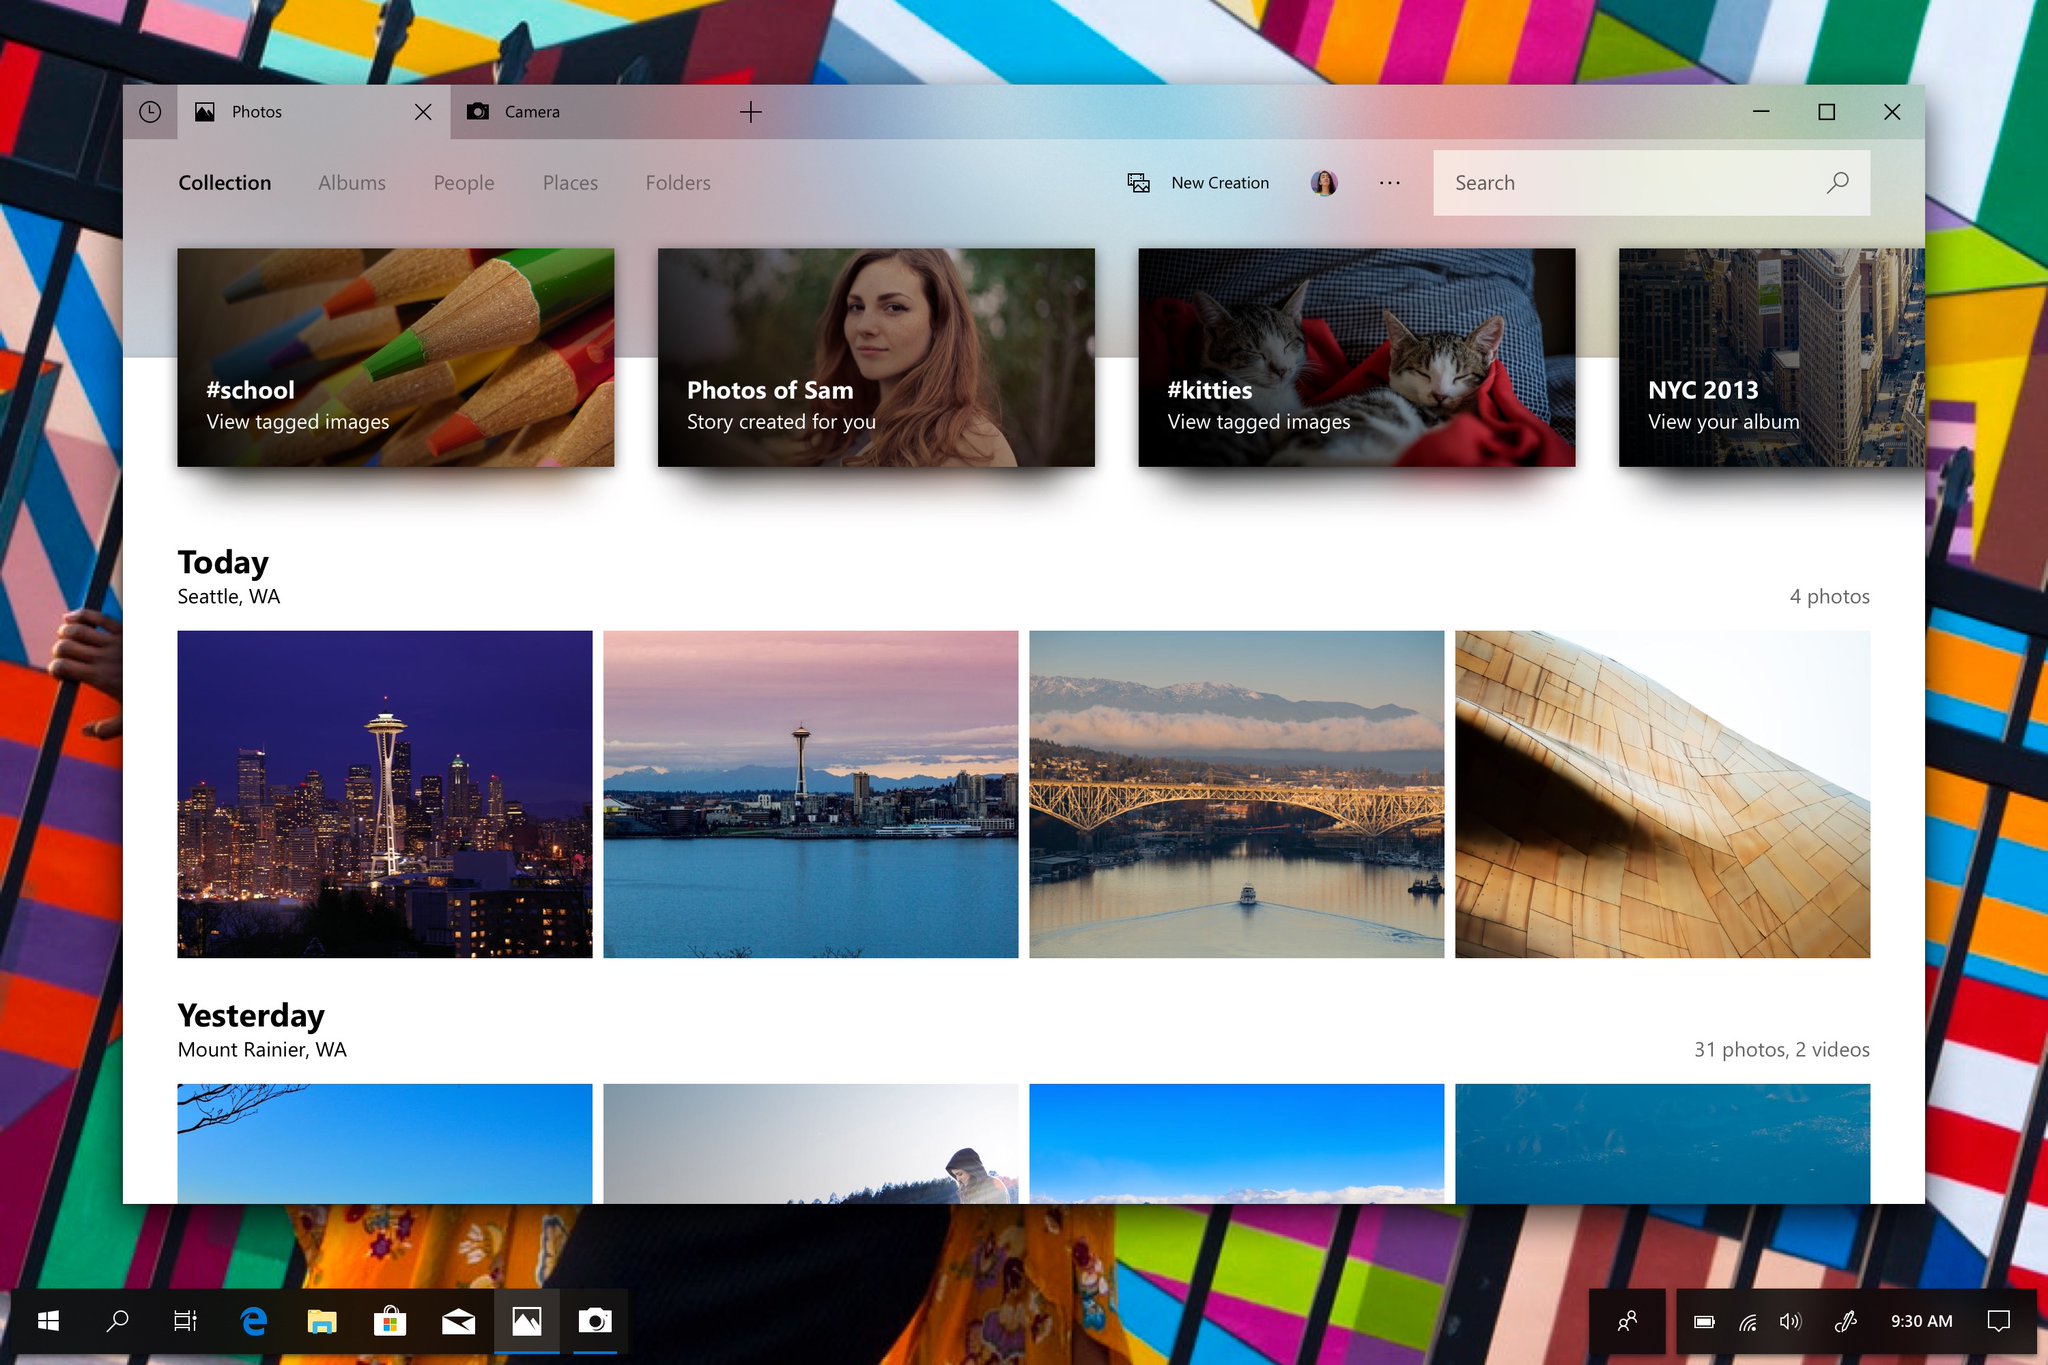 Photos
Camera
Collection
Albums
People
Places
Folders
New Creation
Search
#school
View tagged images
Photos of Sam
Story created for you
#kitties
View tagged images
NYC 2013
View your album
Today
Seattle, WA
4 photos
Yesterday
Mount Rainier, WA
31 photos, 2 videos
9:30 AM